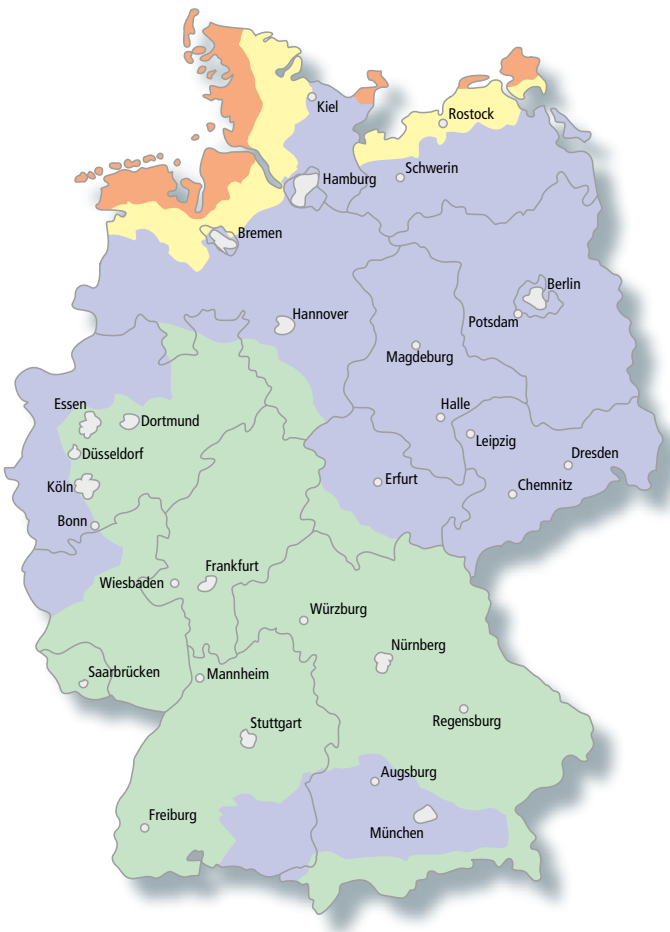 Kiel
Rostock
Hamburg
Schwerin
Bremen
Berlin
Hannover
Potsdam
Magdeburg
Essen
Halle
Dortmund
Leipzig
Düsseldorf
Dresden
Köln
Erfurt
Chemnitz
Bonn
Frankfurt
Wiesbaden
Würzburg
Nürnberg
Saarbrücken
Mannheim
Stuttgart
Regensburg
Augsburg
Freiburg
München